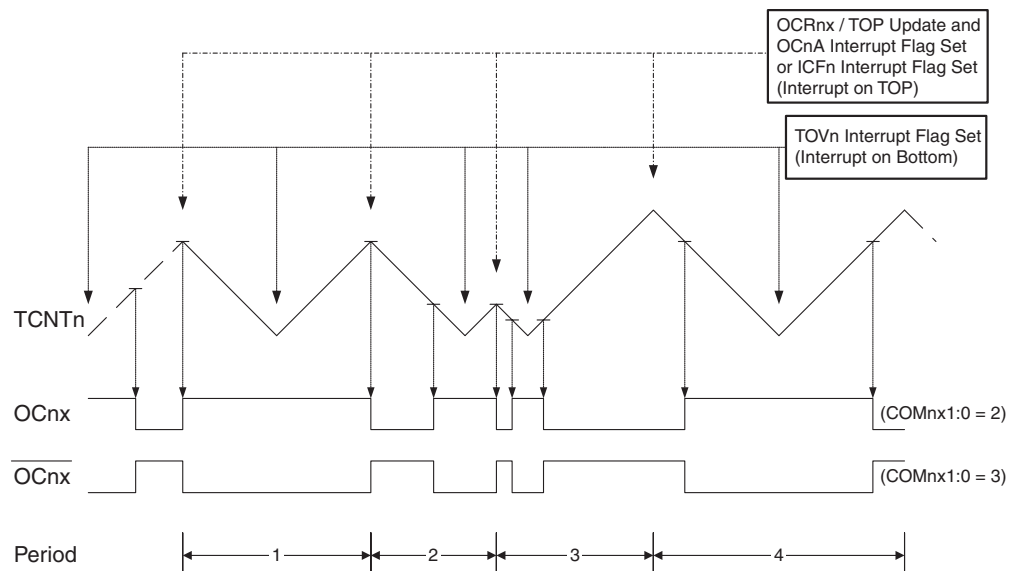 OCRnx / TOP Update and
OCnA Interrupt Flag Set
or ICFn Interrupt Flag Set
(Interrupt on TOP)
TOVn Interrupt Flag Set
(Interrupt on Bottom)
TCNTn
OCnx
(COMnx1:0 = 2)
OCnx
(COMnx1:0 = 3)
Period
1
2
3
4